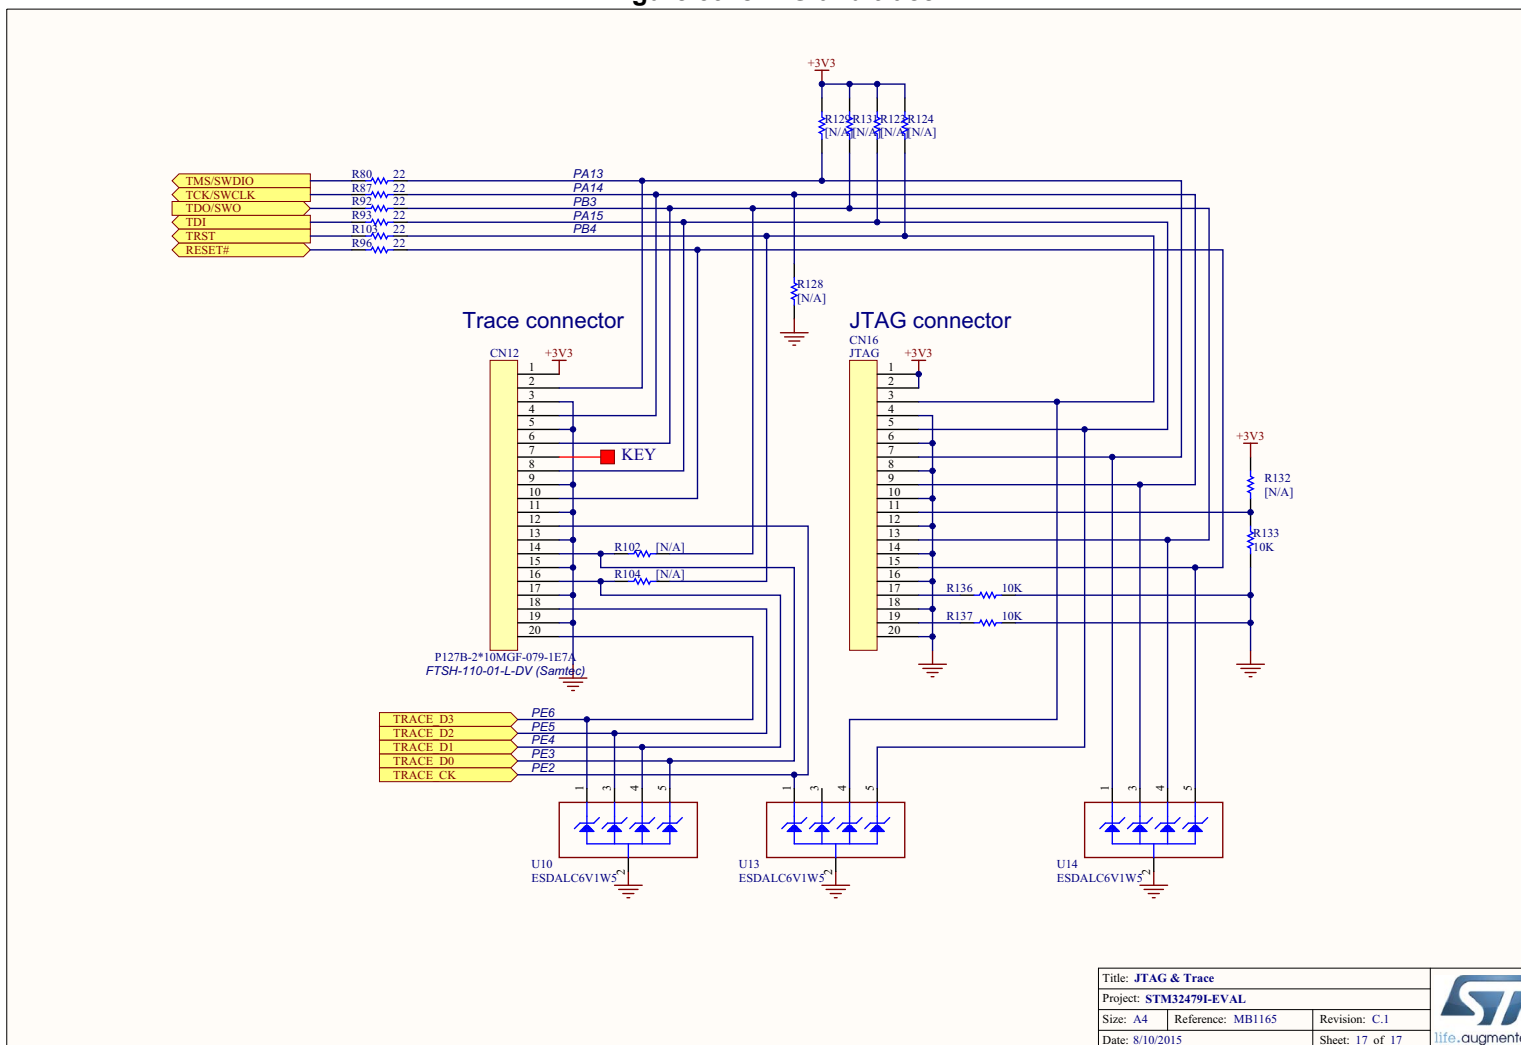 +3V3
R129 R131 R122 R124
[N/A] [N/A] [N/A] [N/A]
TMS/SWDIO R80 22 PA13
TCK/SWCLK R87 22 PA14
TDO/SWO R92 22 PB3
TDI R93 22 PA15
TRST R103 22 PB4
RESET# R96 22
R128
[N/A]
Trace connector
CN12 +3V3
1
2
3
4
5
6
7 KEY
8
9
10
11
12
13
14 R102 [N/A]
15
16 R104 [N/A]
17
18
19
20
P127B-2*10MGF-079-1E7A
FTSH-110-01-L-DV (Samtec)
JTAG connector
CN16
JTAG +3V3
1
2
3
4
5
6
7
8
9
10
11
12
13
14
15
16
17 R136 10K
18
19 R137 10K
20
+3V3
R132
[N/A]
R133
10K
TRACE_D3 PE6
TRACE_D2 PE5
TRACE_D1 PE4
TRACE_D0 PE3
TRACE_CK PE2
1 3 4 5
2
U10
ESDALC6V1W5
1 3 4 5
2
U13
ESDALC6V1W5
1 3 4 5
2
U14
ESDALC6V1W5
Title: JTAG & Trace
Project: STM32479I-EVAL
Size: A4 Reference: MB1165 Revision: C.1
Date: 8/10/2015 Sheet: 17 of 17
ST
life.augmente